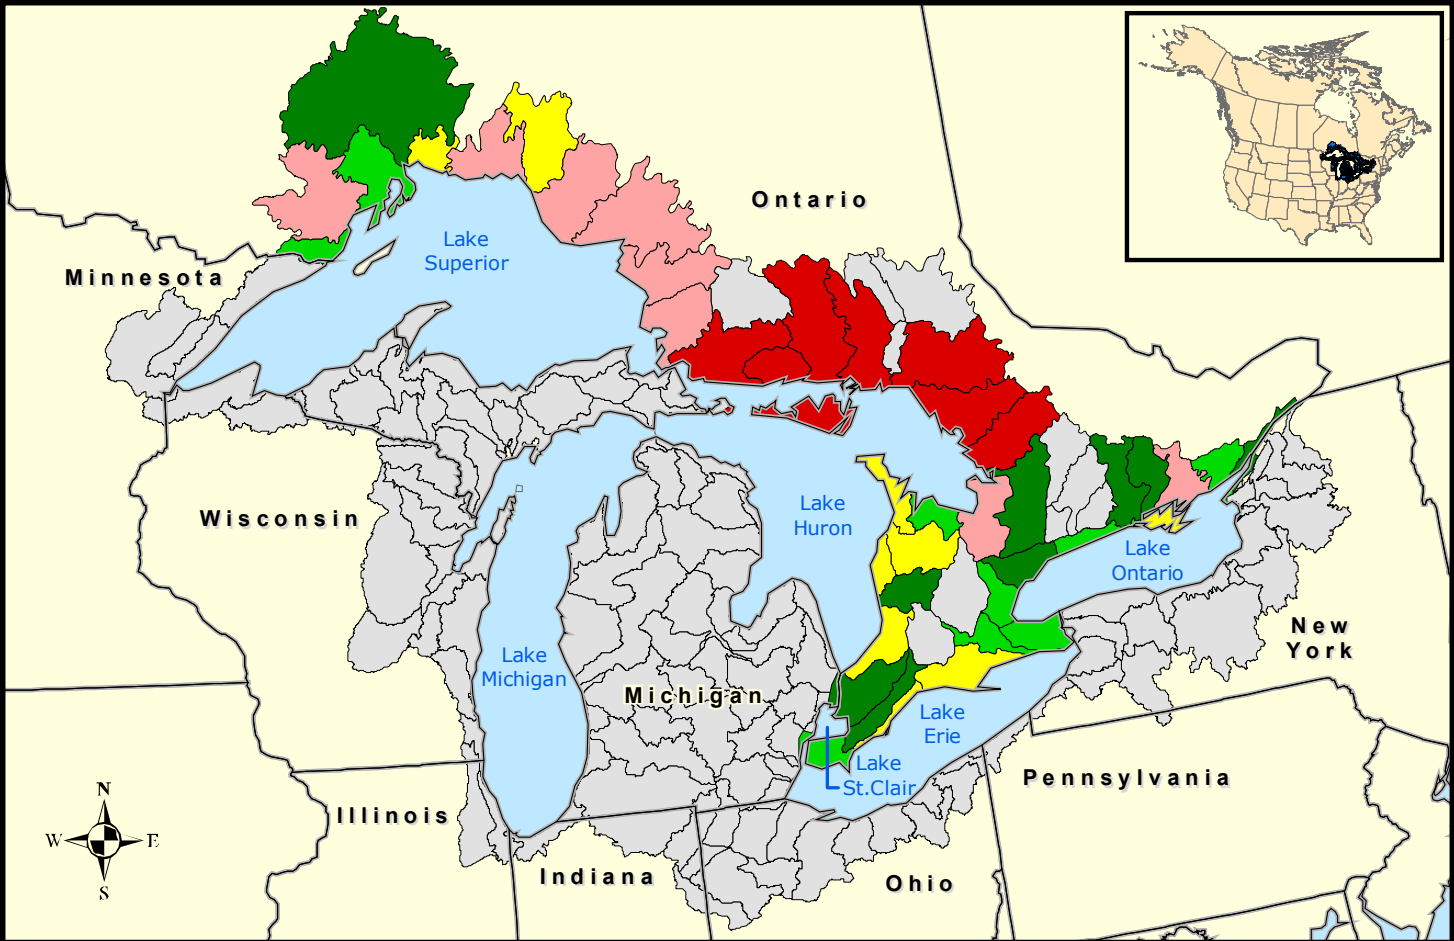 Ontario
Lake
Superior
Minnesota
Lake
Huron
Wisconsin
Lake
Ontario
New
York
Lake
Michigan
Michigan
Lake
Erie
Lake
St.Clair
Pennsylvania
Illinois
N
W
E
S
Indiana
Ohio